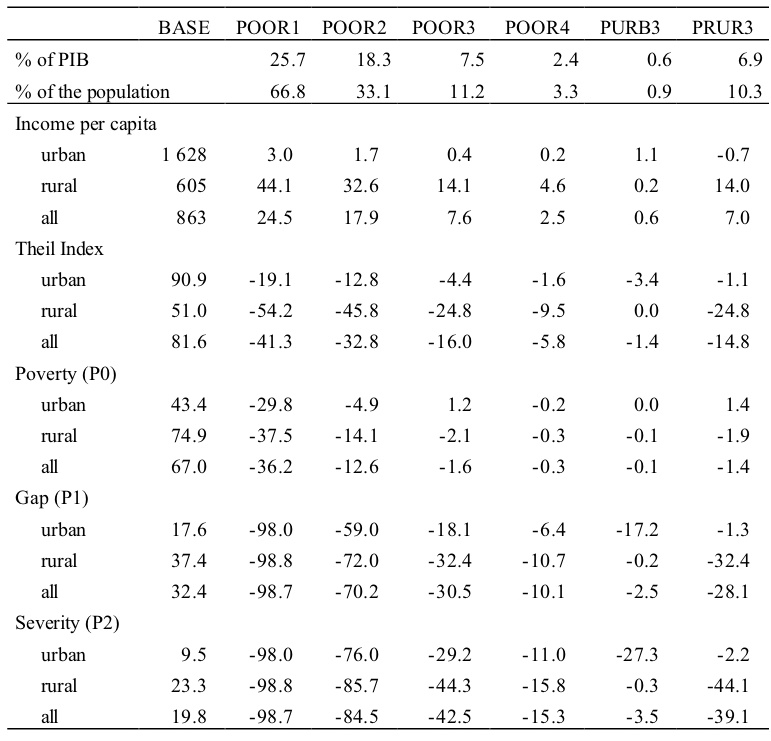 BASE POOR1 POOR2 POOR3 POOR4 PURB3 PRUR3
% of PIB 25.7 18.3 7.5 2.4 0.6 6.9
% of the population 66.8 33.1 11.2 3.3 0.9 10.3
Income per capita
urban 1 628 3.0 1.7 0.4 0.2 1.1 -0.7
rural 605 44.1 32.6 14.1 4.6 0.2 14.0
all 863 24.5 17.9 7.6 2.5 0.6 7.0
Theil Index
urban 90.9 -19.1 -12.8 -4.4 -1.6 -3.4 -1.1
rural 51.0 -54.2 -45.8 -24.8 -9.5 0.0 -24.8
all 81.6 -41.3 -32.8 -16.0 -5.8 -1.4 -14.8
Poverty (P0)
urban 43.4 -29.8 -4.9 1.2 -0.2 0.0 1.4
rural 74.9 -37.5 -14.1 -2.1 -0.3 -0.1 -1.9
all 67.0 -36.2 -12.6 -1.6 -0.3 -0.1 -1.4
Gap (P1)
urban 17.6 -98.0 -59.0 -18.1 -6.4 -17.2 -1.3
rural 37.4 -98.8 -72.0 -32.4 -10.7 -0.2 -32.4
all 32.4 -98.7 -70.2 -30.5 -10.1 -2.5 -28.1
Severity (P2)
urban 9.5 -98.0 -76.0 -29.2 -11.0 -27.3 -2.2
rural 23.3 -98.8 -85.7 -44.3 -15.8 -0.3 -44.1
all 19.8 -98.7 -84.5 -42.5 -15.3 -3.5 -39.1